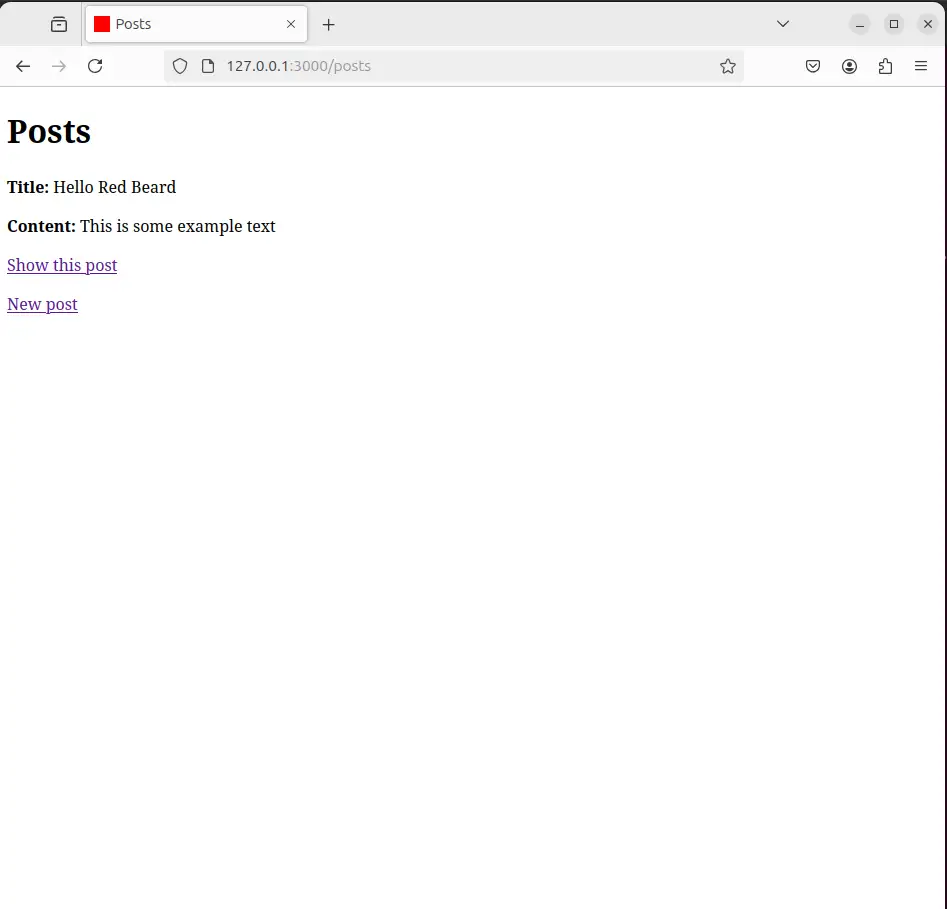 Posts
127.0.0.1:3000/posts
Posts
Title: Hello Red Beard
Content: This is some example text
Show this post
New post